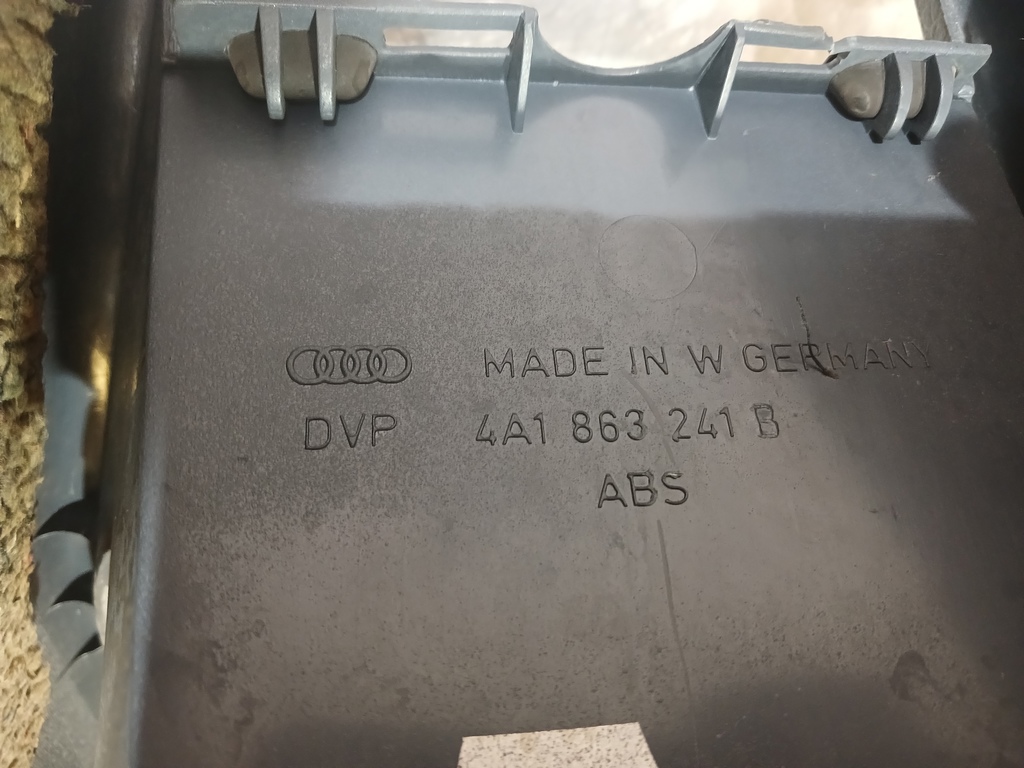 MADE IN W GERMANY
DVP 4A1 863 241 B
ABS